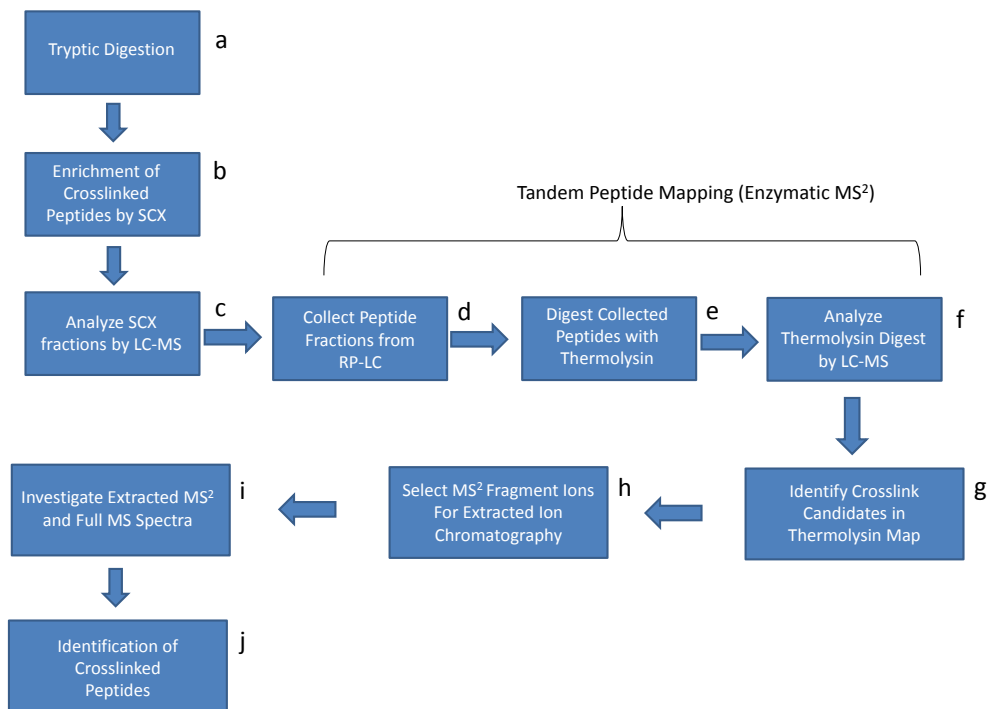 Tryptic Digestion
a
Enrichment of
Crosslinked
Peptides by SCX
b
Tandem Peptide Mapping (Enzymatic MS²)
Analyze SCX
fractions by LC-MS
c
Collect Peptide
Fractions from
RP-LC
d
Digest Collected
Peptides with
Thermolysin
e
Analyze
Thermolysin Digest
by LC-MS
f
Identify Crosslink
Candidates in
Thermolysin Map
g
Select MS² Fragment Ions
For Extracted Ion
Chromatography
h
Investigate Extracted MS²
and Full MS Spectra
i
Identification of
Crosslinked
Peptides
j